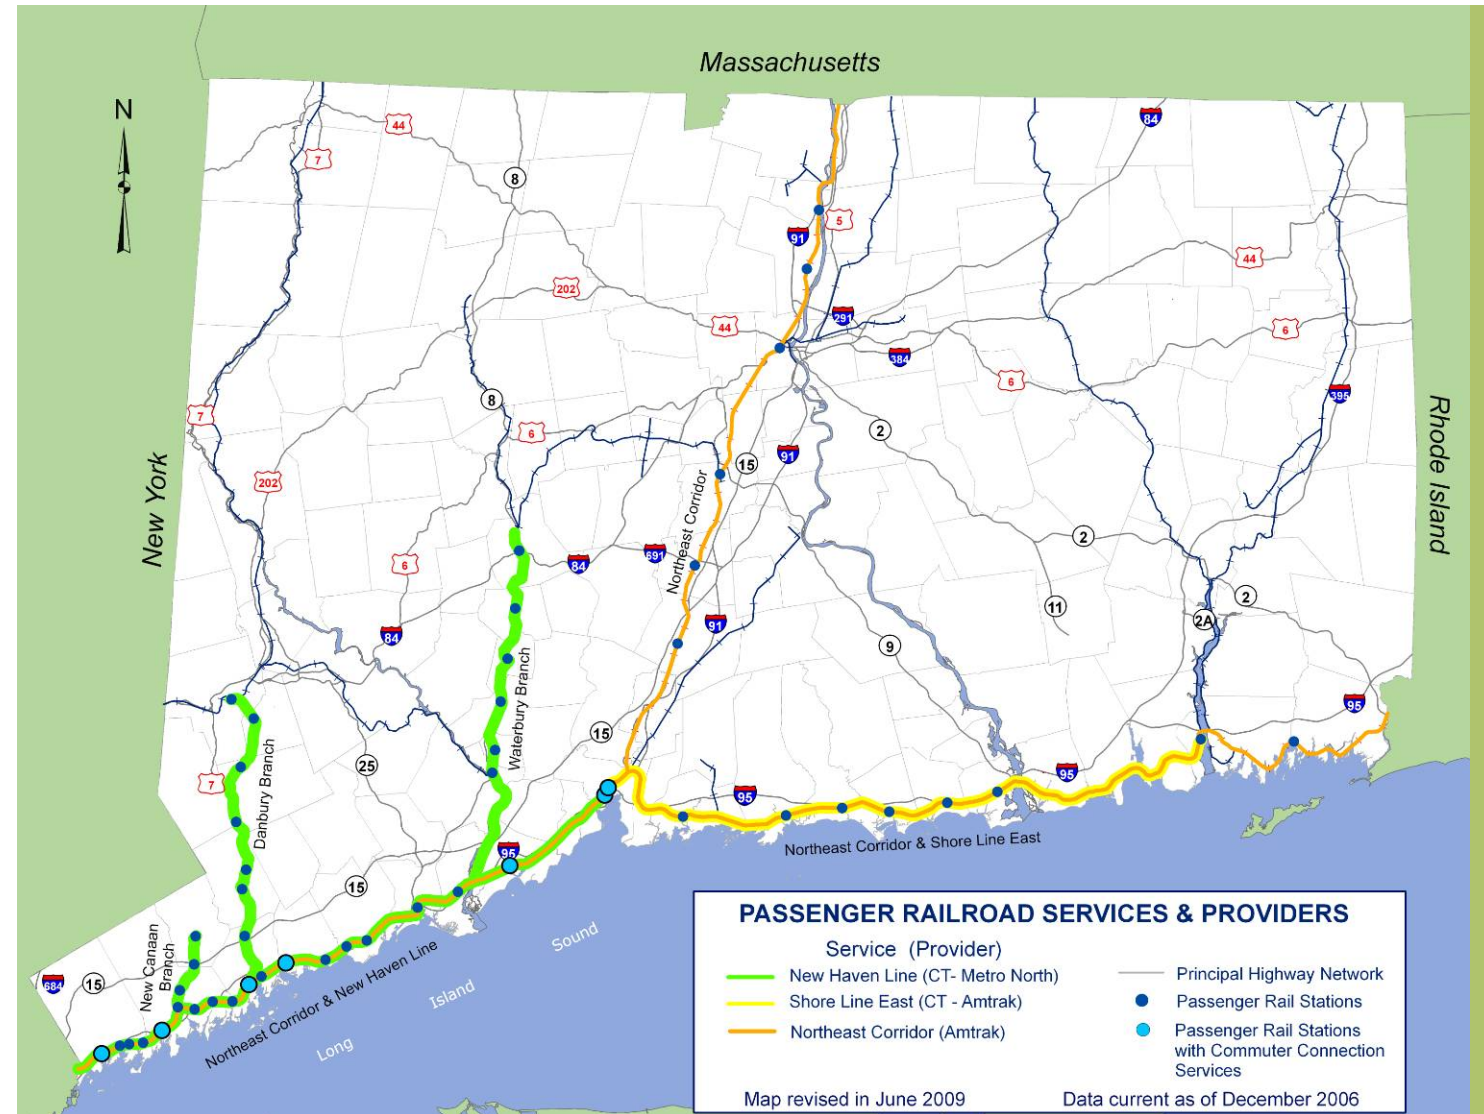 Massachusetts
N
44
7
8
84
5
91
44
202
291
44
6
384
6
395
7
8
6
2
15
91
202
Northeast Corridor
New York
Rhode Island
6
84
691
2
11
2
2A
84
91
9
Waterbury Branch
15
95
25
7
Danbury Branch
95
95
95
15
Northeast Corridor & Shore Line East
New Canaan
Branch
684
15
Northeast Corridor & New Haven Line
Long
Island
Sound
PASSENGER RAILROAD SERVICES & PROVIDERS
Service (Provider)
New Haven Line (CT- Metro North)
Shore Line East (CT - Amtrak)
Northeast Corridor (Amtrak)
Principal Highway Network
Passenger Rail Stations
Passenger Rail Stations
with Commuter Connection
Services
Map revised in June 2009
Data current as of December 2006